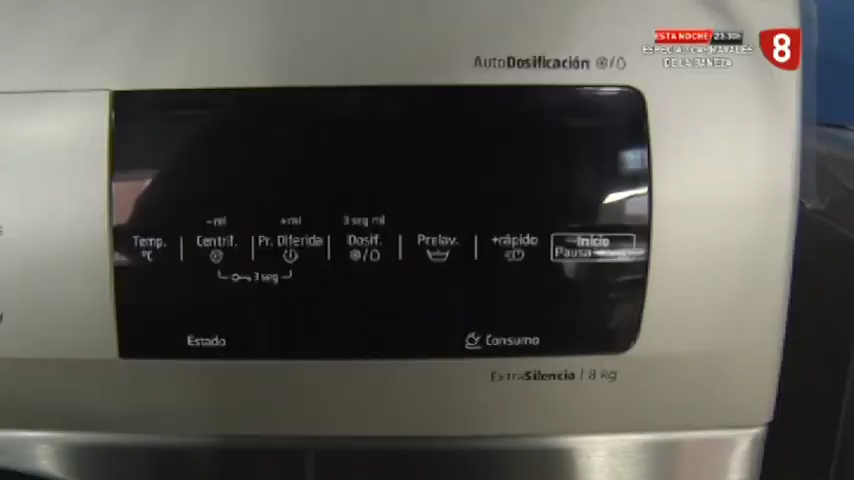 ESTA NOCHE 23:30h
ESPECIAL CARNAVALES
DE LA BAÑEZA
8
AutoDosificación
-ml +ml 3 seg ml
Temp. Centrif. Pr. Diferida Dosif. Prelav. +rápido Inicio
°C Pausa
3 seg
Estado Consumo
ExtraSilencio | 8 kg